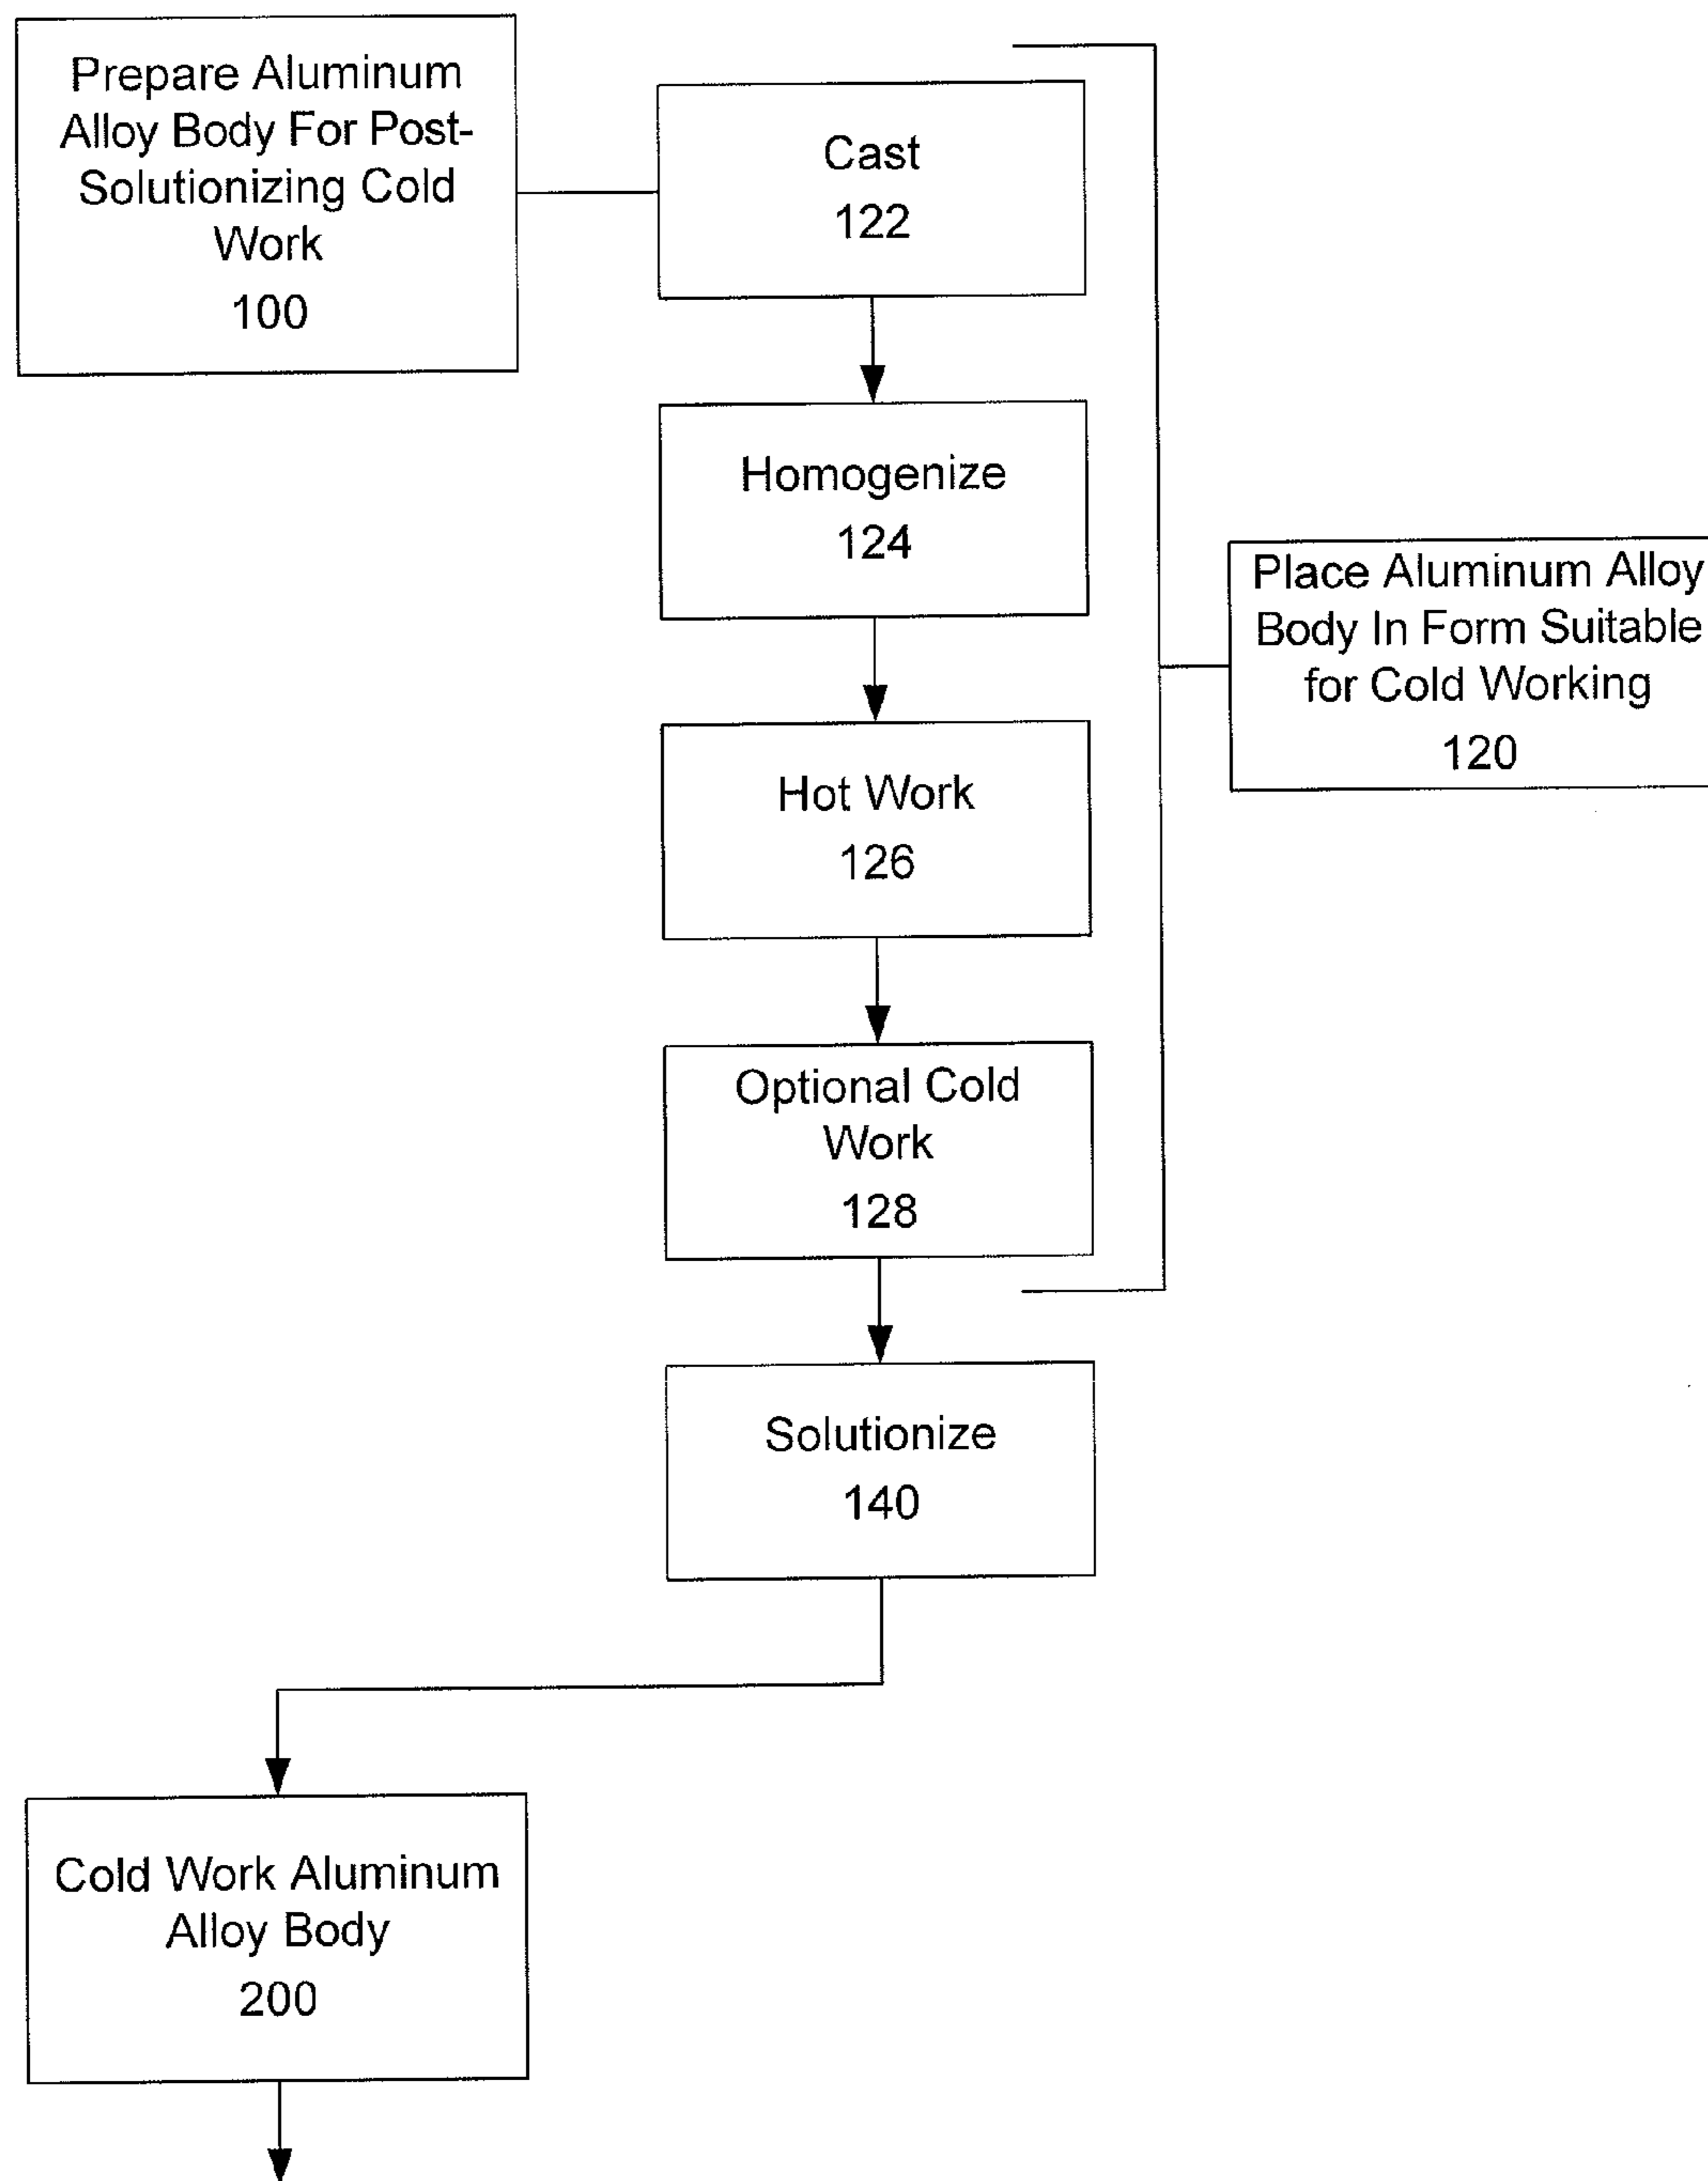 Prepare Aluminum
Alloy Body For Post-
Solutionizing Cold
Work
100
Cast
122
Homogenize
124
Place Aluminum Alloy
Body In Form Suitable
for Cold Working
120
Hot Work
126
Optional Cold
Work
128
Solutionize
140
Cold Work Aluminum
Alloy Body
200